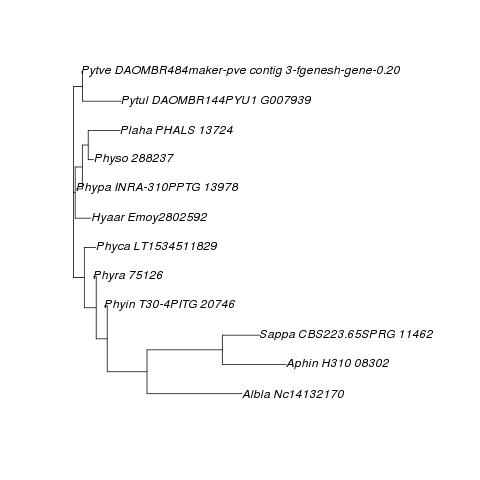 Pytve DAOMBR484maker-pve contig 3-fgenesh-gene-0.20
Pytul DAOMBR144PYU1 G007939
Plaha PHALS 13724
Physo 288237
Phypa INRA-310PPTG 13978
Hyaar Emoy2802592
Phyca LT1534511829
Phyra 75126
Phyin T30-4PITG 20746
Sappa CBS223.65SPRG 11462
Aphin H310 08302
Albla Nc14132170